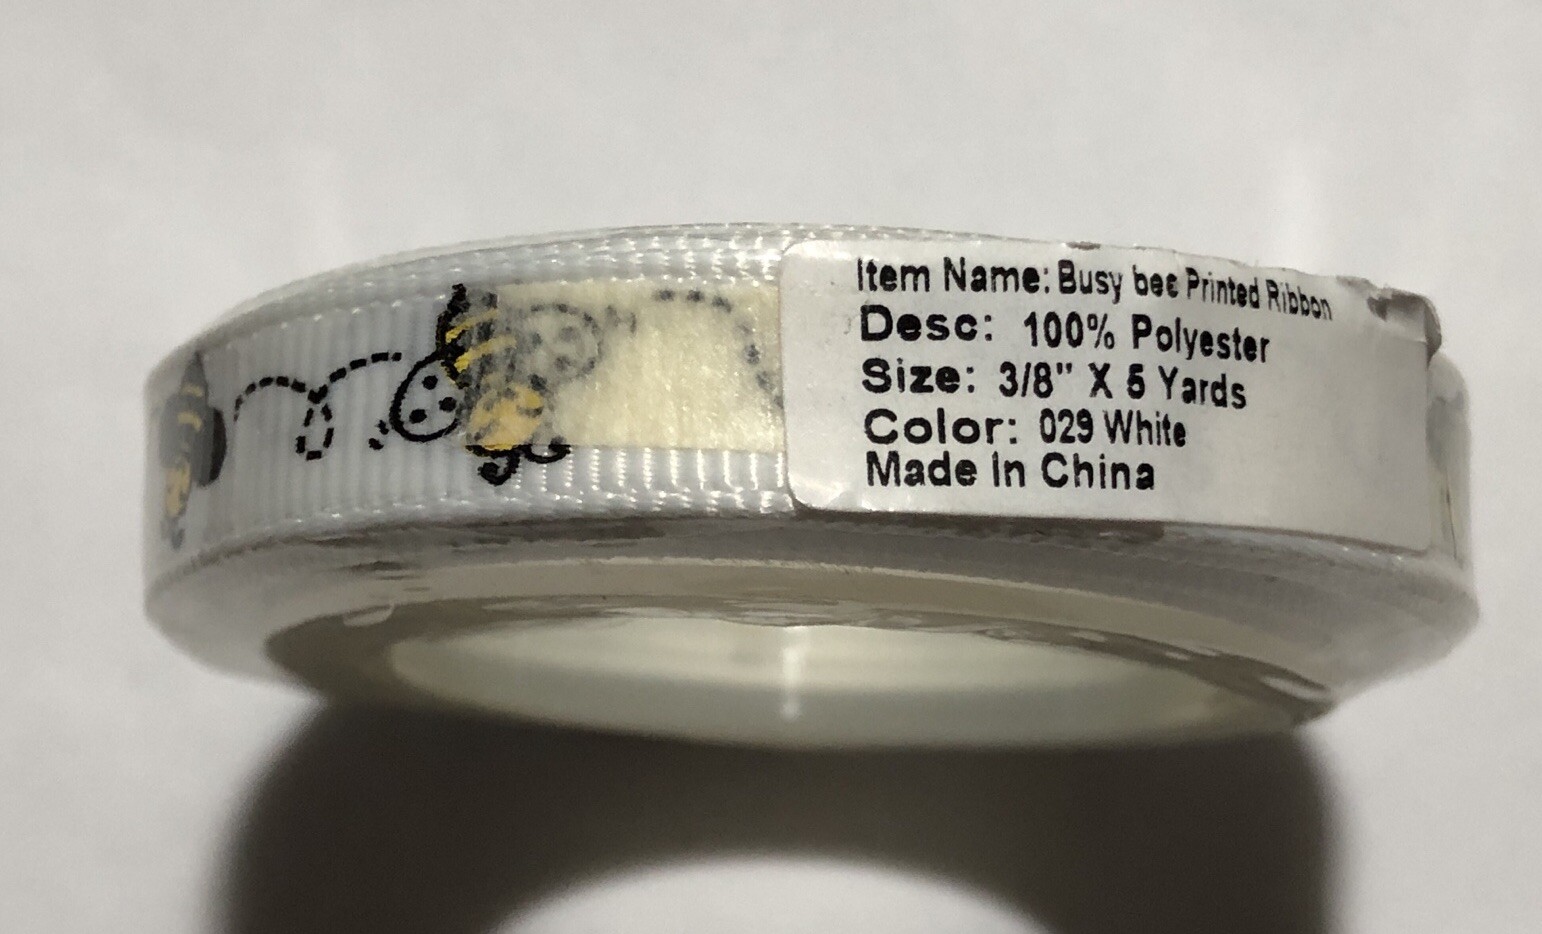 Item Name: Busy bee Printed Ribbon
Desc: 100% Polyester
Size: 3/8" X 5 Yards
Color: 029 White
Made In China